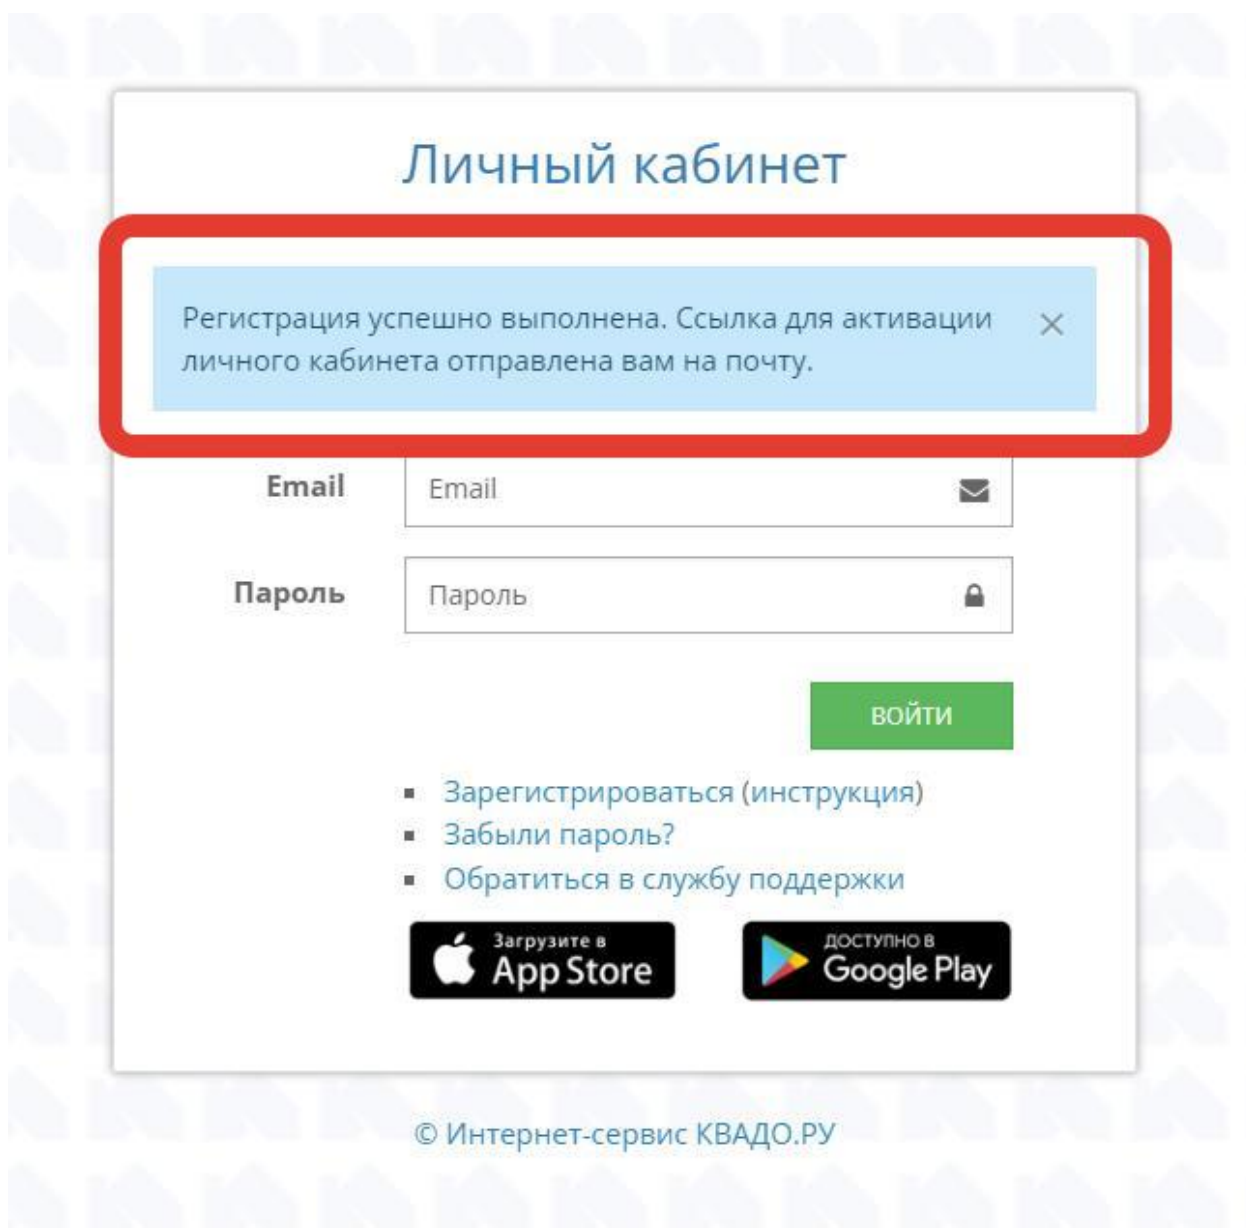 Личный кабинет
Регистрация успешно выполнена. Ссылка для активации
личного кабинета отправлена вам на почту.
Email
Email
Пароль
Пароль
ВОЙТИ
Зарегистрироваться (инструкция)
Забыли пароль?
Обратиться в службу поддержки
Загрузите в
App Store
ДОСТУПНО В
Google Play
© Интернет-сервис КВАДО.РУ